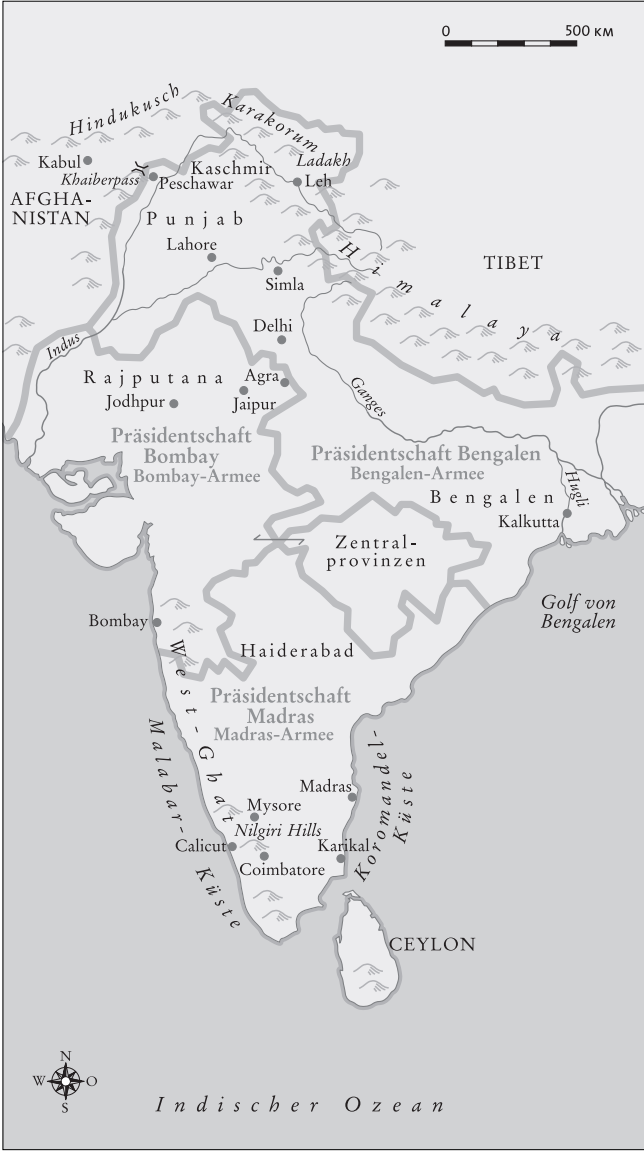 0 500 KM
Hindukusch
Karakorum
Kabul
Khaiberpass
Peschawar
Kaschmir
Ladakh
Leh
AFGHA-
NISTAN
Punjab
Lahore
Simla
Himalaya
TIBET
Delhi
Indus
Rajputana
Agra
Jodhpur
Jaipur
Ganges
Präsidentschaft
Bombay
Bombay-Armee
Präsidentschaft Bengalen
Bengalen-Armee
Bengalen
Hugli
Kalkutta
Zentral-
provinzen
Golf von
Bengalen
Bombay
Haiderabad
West-Ghat
Präsidentschaft
Madras
Madras-Armee
Malabar-
Küste
Koromandel-
Küste
Madras
Mysore
Nilgiri Hills
Calicut
Karikal
Coimbatore
CEYLON
N
W O
S
Indischer Ozean